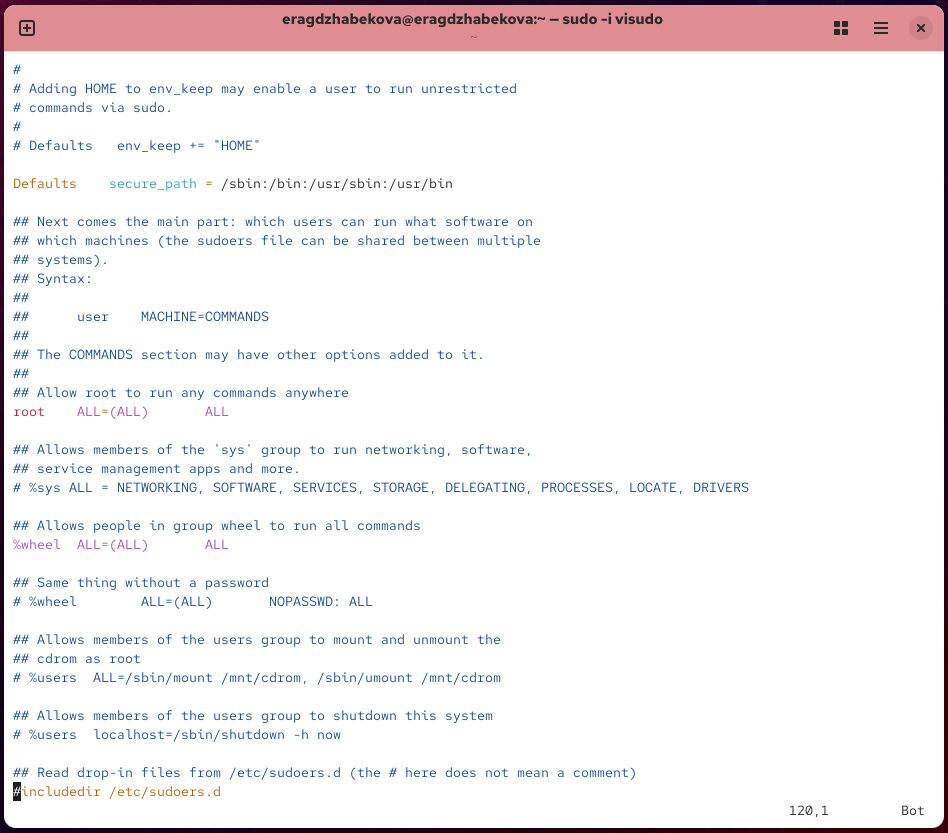 eragdzhabekova@eragdzhabekova:~ — sudo -i visudo
~
#
# Adding HOME to env_keep may enable a user to run unrestricted
# commands via sudo.
#
# Defaults   env_keep += "HOME"
Defaults    secure_path = /sbin:/bin:/usr/sbin:/usr/bin
## Next comes the main part: which users can run what software on
## which machines (the sudoers file can be shared between multiple
## systems).
## Syntax:
##
##      user    MACHINE=COMMANDS
##
## The COMMANDS section may have other options added to it.
##
## Allow root to run any commands anywhere
root    ALL=(ALL)       ALL
## Allows members of the 'sys' group to run networking, software,
## service management apps and more.
# %sys ALL = NETWORKING, SOFTWARE, SERVICES, STORAGE, DELEGATING, PROCESSES, LOCATE, DRIVERS
## Allows people in group wheel to run all commands
%wheel  ALL=(ALL)       ALL
## Same thing without a password
# %wheel        ALL=(ALL)       NOPASSWD: ALL
## Allows members of the users group to mount and unmount the
## cdrom as root
# %users  ALL=/sbin/mount /mnt/cdrom, /sbin/umount /mnt/cdrom
## Allows members of the users group to shutdown this system
# %users  localhost=/sbin/shutdown -h now
## Read drop-in files from /etc/sudoers.d (the # here does not mean a comment)
#includedir /etc/sudoers.d
120,1         Bot